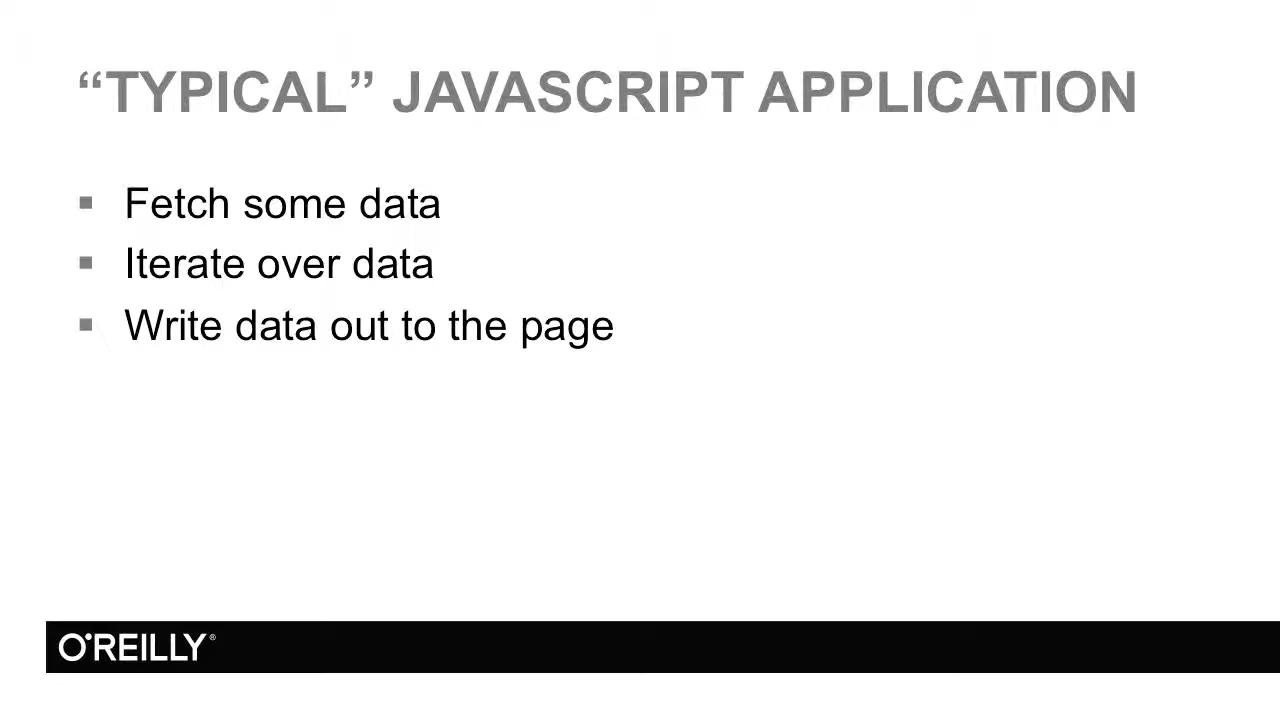 “TYPICAL” JAVASCRIPT APPLICATION
▪ Fetch some data
▪ Iterate over data
▪ Write data out to the page
O'REILLY®